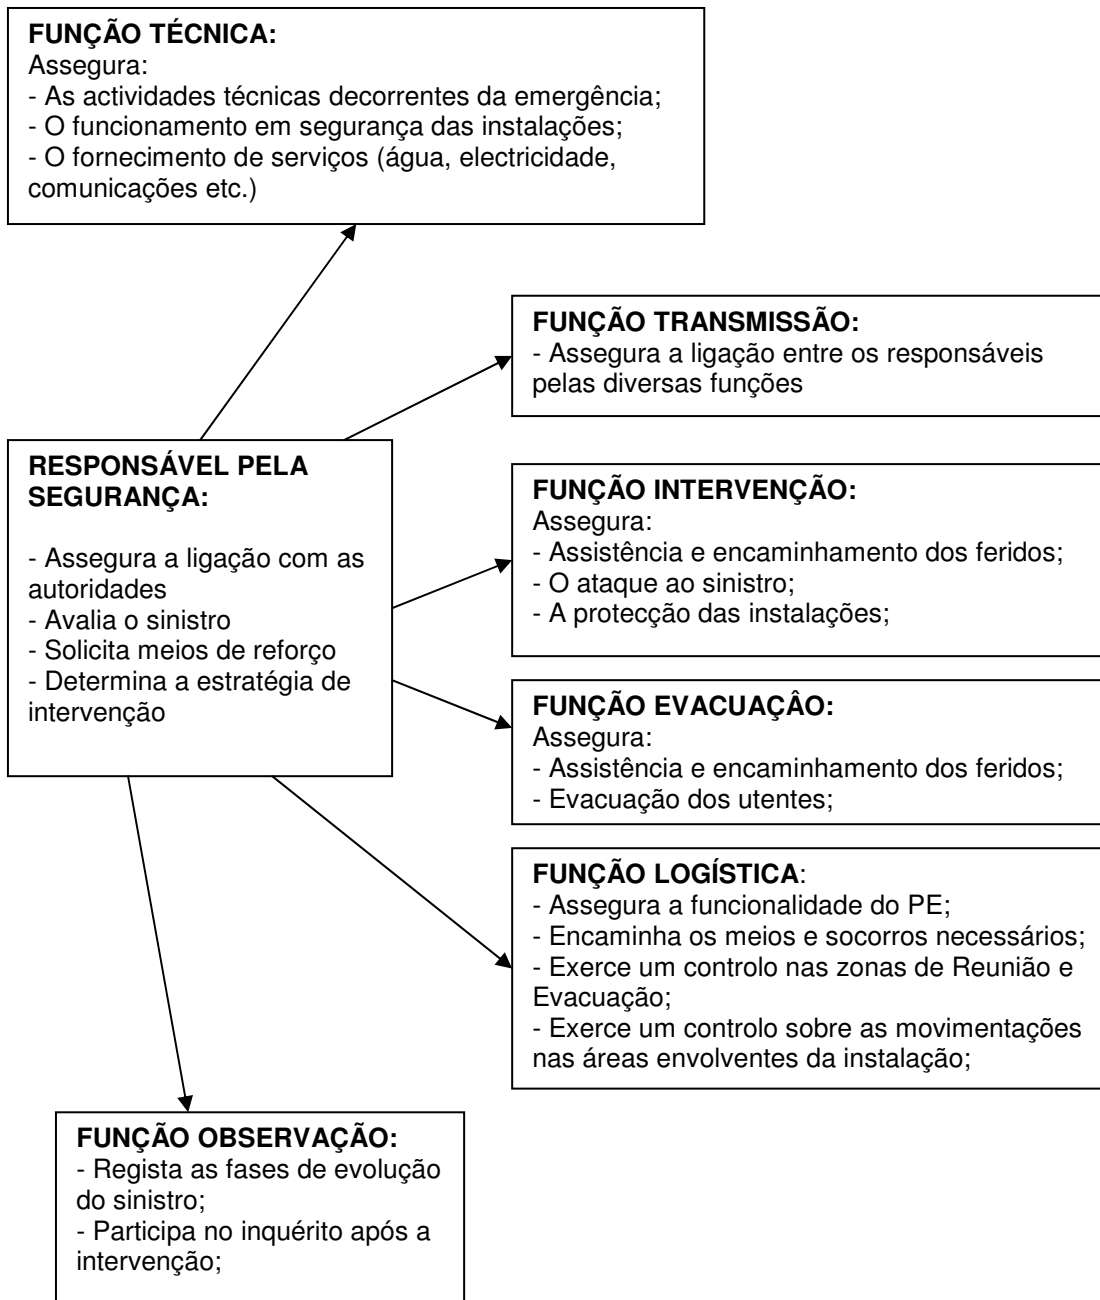 FUNÇÃO TÉCNICA:
Assegura:
- As actividades técnicas decorrentes da emergência;
- O funcionamento em segurança das instalações;
- O fornecimento de serviços (água, electricidade,
comunicações etc.)
FUNÇÃO TRANSMISSÃO:
- Assegura a ligação entre os responsáveis
pelas diversas funções
RESPONSÁVEL PELA
SEGURANÇA:
- Assegura a ligação com as
autoridades
- Avalia o sinistro
- Solicita meios de reforço
- Determina a estratégia de
intervenção
FUNÇÃO INTERVENÇÃO:
Assegura:
- Assistência e encaminhamento dos feridos;
- O ataque ao sinistro;
- A protecção das instalações;
FUNÇÃO EVACUAÇÂO:
Assegura:
- Assistência e encaminhamento dos feridos;
- Evacuação dos utentes;
FUNÇÃO LOGÍSTICA:
- Assegura a funcionalidade do PE;
- Encaminha os meios e socorros necessários;
- Exerce um controlo nas zonas de Reunião e
Evacuação;
- Exerce um controlo sobre as movimentações
nas áreas envolventes da instalação;
FUNÇÃO OBSERVAÇÃO:
- Regista as fases de evolução
do sinistro;
- Participa no inquérito após a
intervenção;